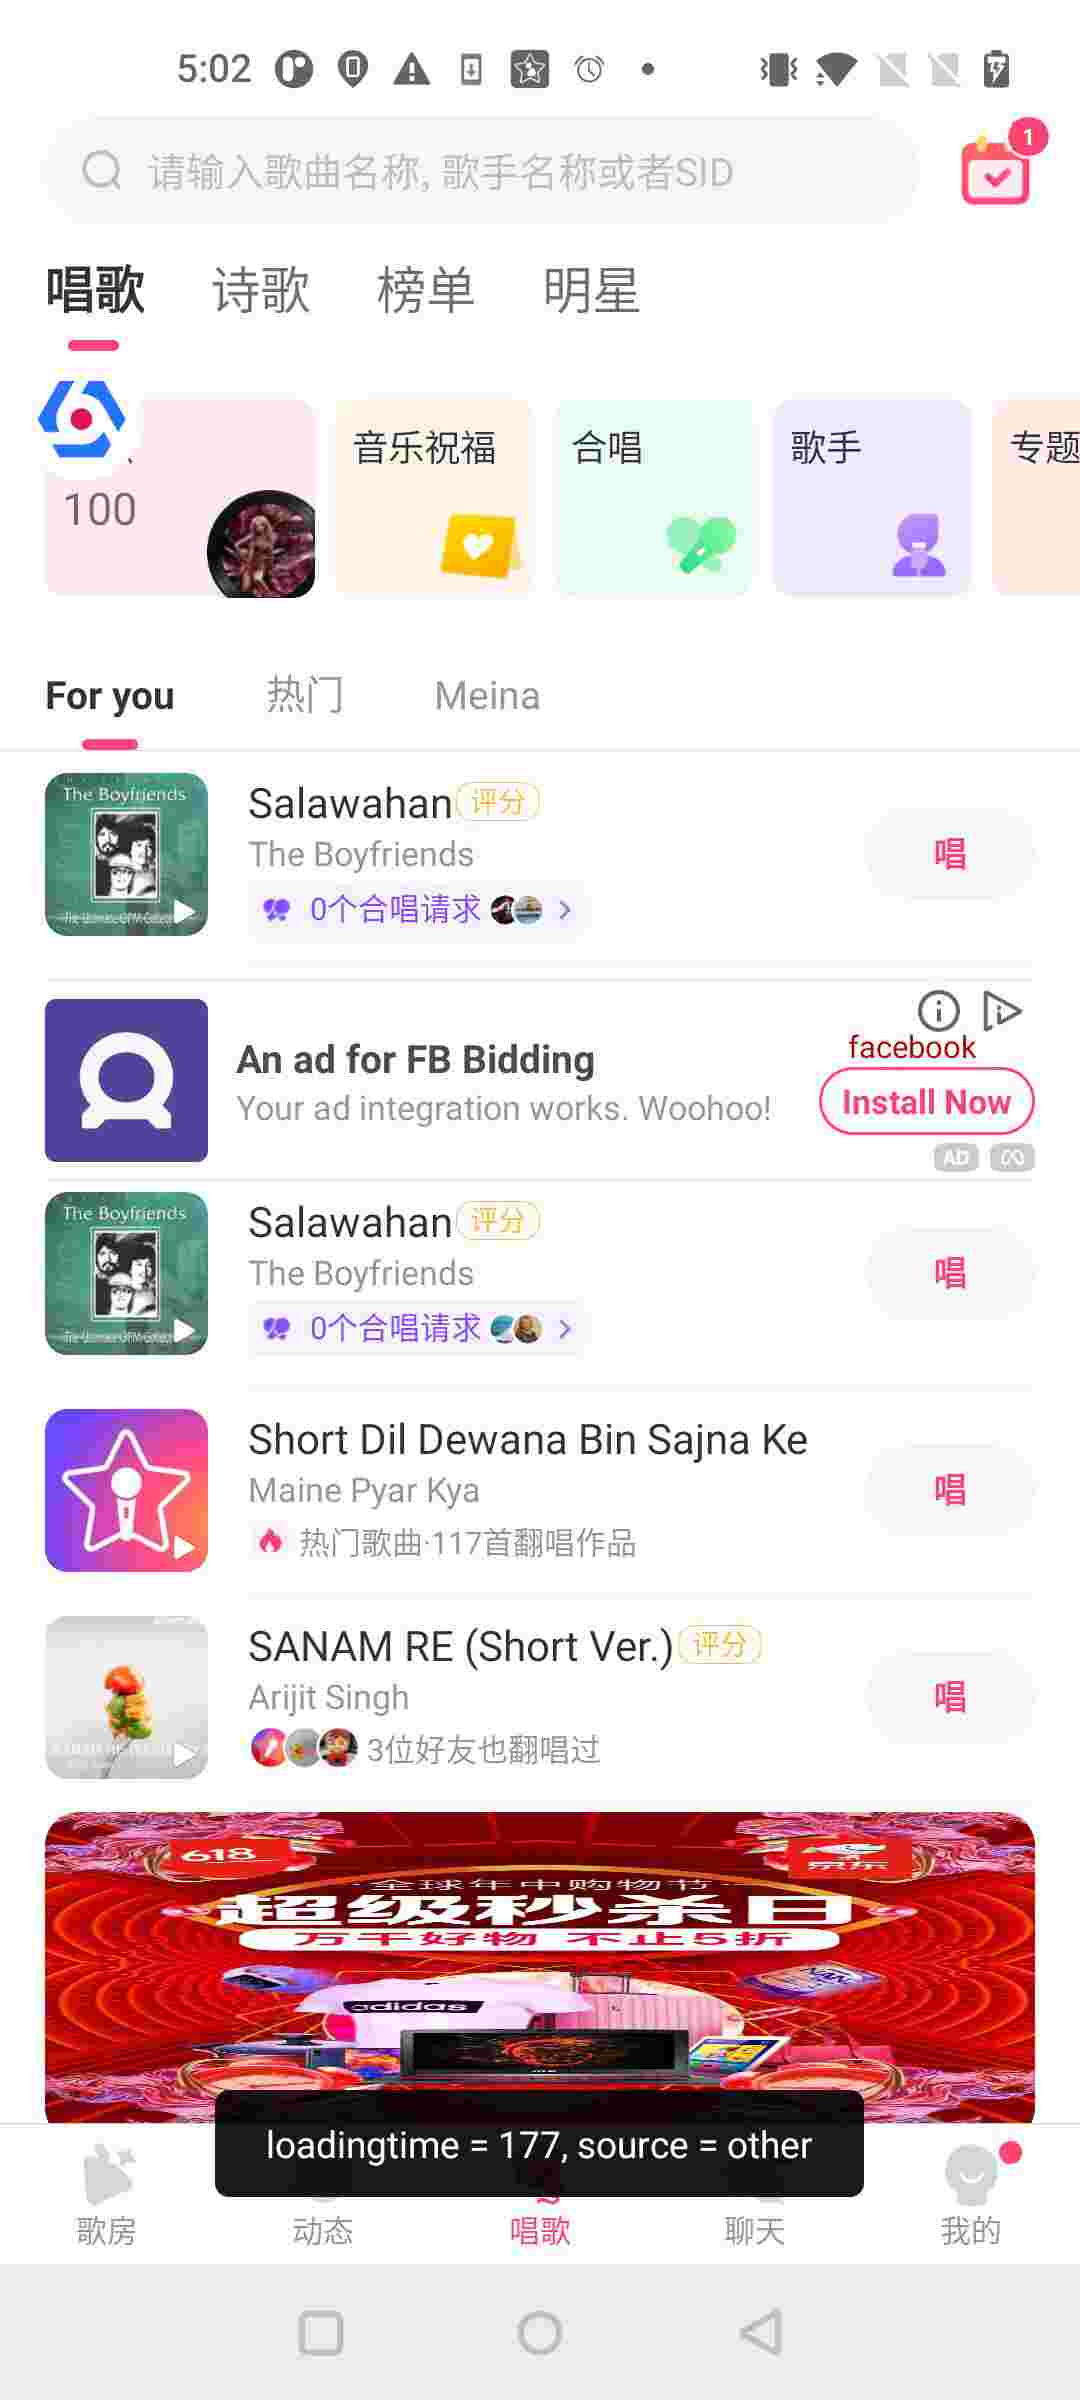 5:02
请输入歌曲名称, 歌手名称或者SID
1
唱歌 诗歌 榜单 明星
100
音乐祝福
合唱
歌手
专题
For you 热门 Meina
The Boyfriends
Salawahan 评分
The Boyfriends
0个合唱请求
唱
An ad for FB Bidding
Your ad integration works. Woohoo!
facebook
Install Now
AD
The Boyfriends
Salawahan 评分
The Boyfriends
0个合唱请求
唱
Short Dil Dewana Bin Sajna Ke
Maine Pyar Kya
热门歌曲·117首翻唱作品
唱
SANAM RE (Short Ver.) 评分
Arijit Singh
3位好友也翻唱过
唱
618
京东
·全球年中购物节·
超级秒杀日
万千好物 不止5折
adidas
loadingtime = 177, source = other
歌房 动态 唱歌 聊天 我的